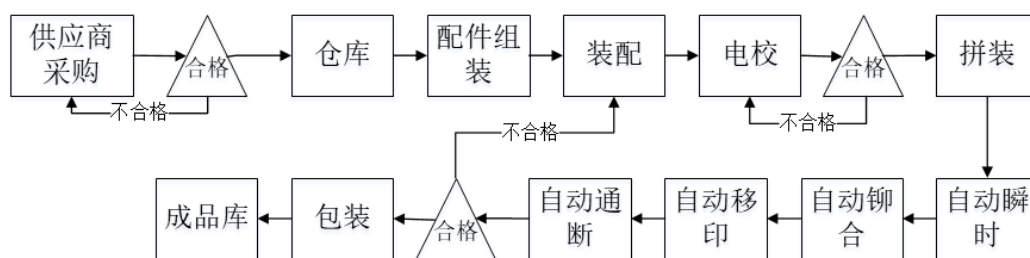 供应商
采购
合格
仓库
配件组
装
装配
电校
合格
拼装
不合格
不合格
不合格
成品库
包装
合格
自动通
断
自动移
印
自动铆
合
自动瞬
时